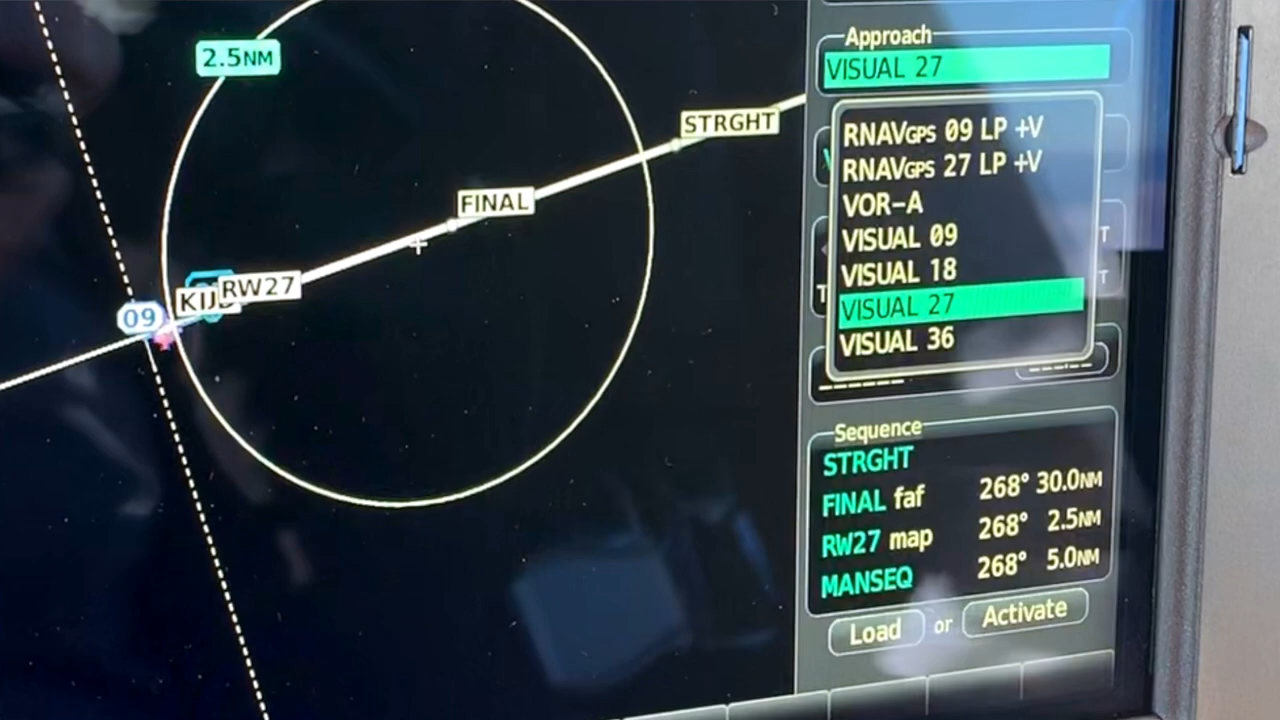 2.5NM
STRGHT
FINAL
RW27
09
Approach
VISUAL 27
RNAVGPS 09 LP +V
RNAVGPS 27 LP +V
VOR–A
VISUAL 09
VISUAL 18
VISUAL 27
VISUAL 36
Sequence
STRGHT
FINAL faf 268° 30.0NM
RW27 map 268° 2.5NM
MANSEQ 268° 5.0NM
Load or Activate